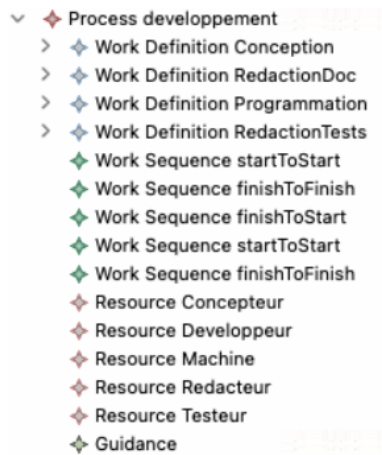 Process developpement
Work Definition Conception
Work Definition RedactionDoc
Work Definition Programmation
Work Definition RedactionTests
Work Sequence startToStart
Work Sequence finishToFinish
Work Sequence finishToStart
Work Sequence startToStart
Work Sequence finishToFinish
Resource Concepteur
Resource Developpeur
Resource Machine
Resource Redacteur
Resource Testeur
Guidance